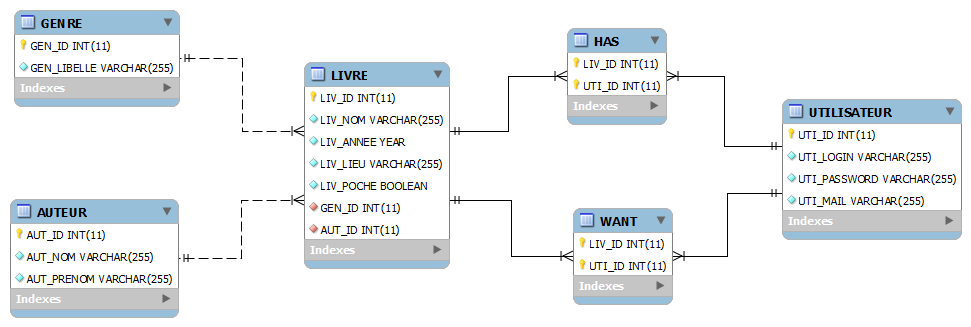 GENRE
GEN_ID INT(11)
GEN_LIBELLE VARCHAR(255)
Indexes
AUTEUR
AUT_ID INT(11)
AUT_NOM VARCHAR(255)
AUT_PRENOM VARCHAR(255)
Indexes
LIVRE
LIV_ID INT(11)
LIV_NOM VARCHAR(255)
LIV_ANNEE YEAR
LIV_LIEU VARCHAR(255)
LIV_POCHE BOOLEAN
GEN_ID INT(11)
AUT_ID INT(11)
Indexes
HAS
LIV_ID INT(11)
UTI_ID INT(11)
Indexes
WANT
LIV_ID INT(11)
UTI_ID INT(11)
Indexes
UTILISATEUR
UTI_ID INT(11)
UTI_LOGIN VARCHAR(255)
UTI_PASSWORD VARCHAR(255)
UTI_MAIL VARCHAR(255)
Indexes